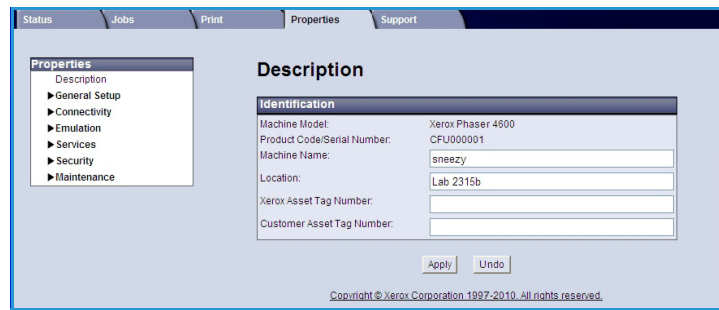 Status Jobs Print Properties Support
Properties
Description
General Setup
Connectivity
Emulation
Services
Security
Maintenance
Description
Identification
Machine Model: Xerox Phaser 4600
Product Code/Serial Number: CFU000001
Machine Name: sneezy
Location: Lab 2315b
Xerox Asset Tag Number:
Customer Asset Tag Number:
Apply Undo
Copyright © Xerox Corporation 1997-2010. All rights reserved.